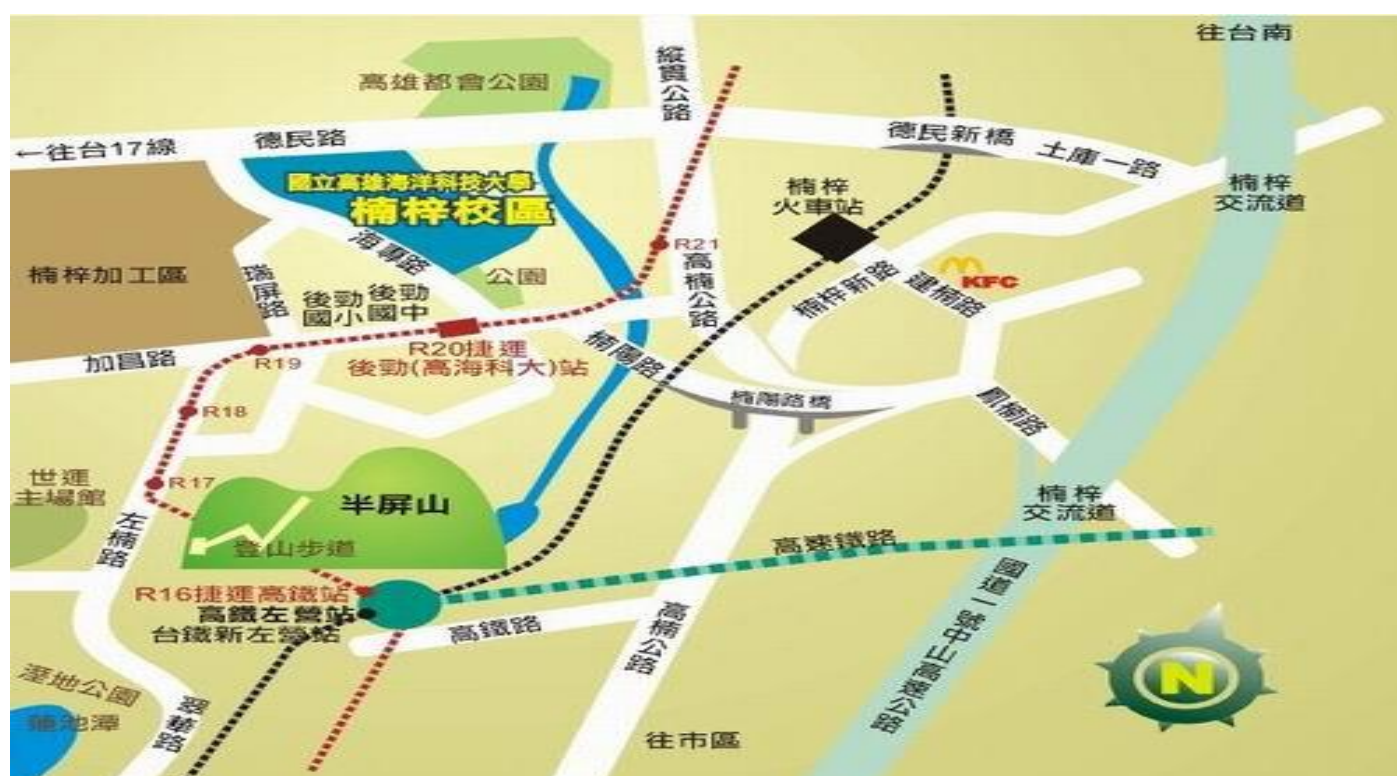 往台南
縱貫公路
高雄都會公園
德民路
←往台17線
德民新橋
土庫一路
國立高雄海洋科技大學
楠梓校區
楠梓
火車站
楠梓
交流道
海專路
R21
楠梓加工區
瑞屏路
公園
高楠公路
楠梓新路
建楠路
KFC
後勁
國小
後勁
國中
加昌路
R19
R20捷運
後勁(高海科大)站
楠陽路
楠陽路橋
鳳楠路
R18
世運
主場館
R17
半屏山
楠梓
交流道
左楠路
登山步道
高速鐵路
R16捷運高鐵站
高鐵左營站
台鐵新左營站
高鐵路
高楠公路
國道一號中山高速公路
溼地公園
蓮池潭
翠華路
往市區
N